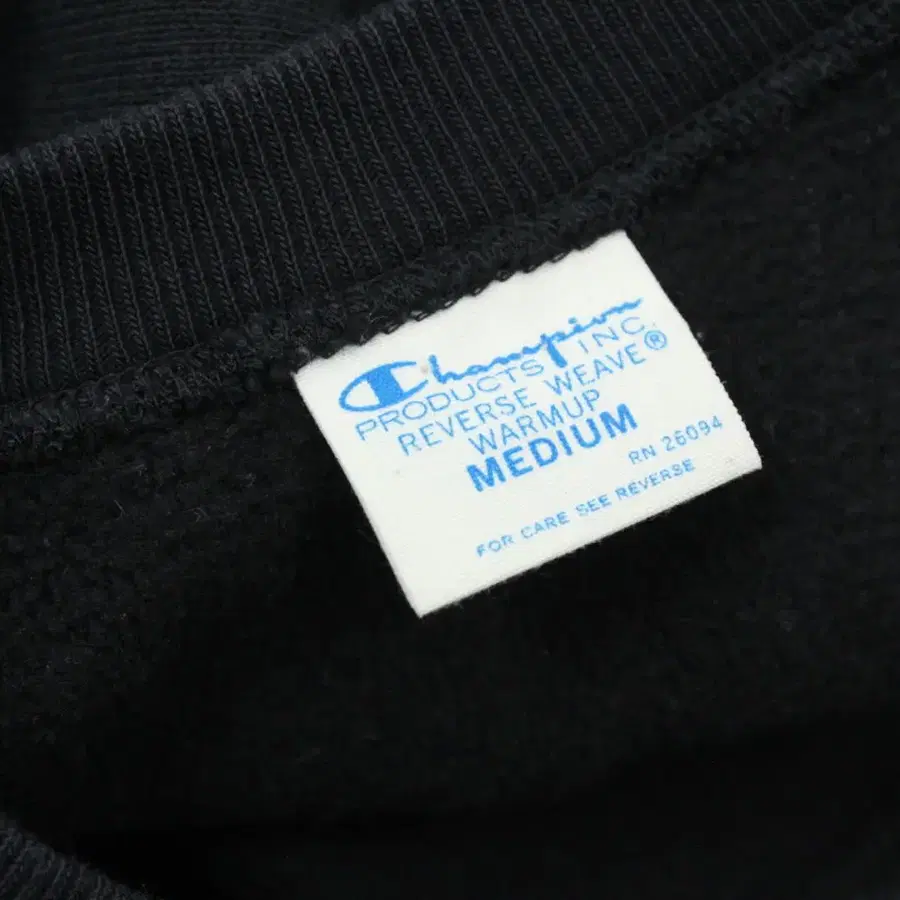 Champion
PRODUCTS INC.
REVERSE WEAVE®
WARMUP
MEDIUM
RN 26094
FOR CARE SEE REVERSE